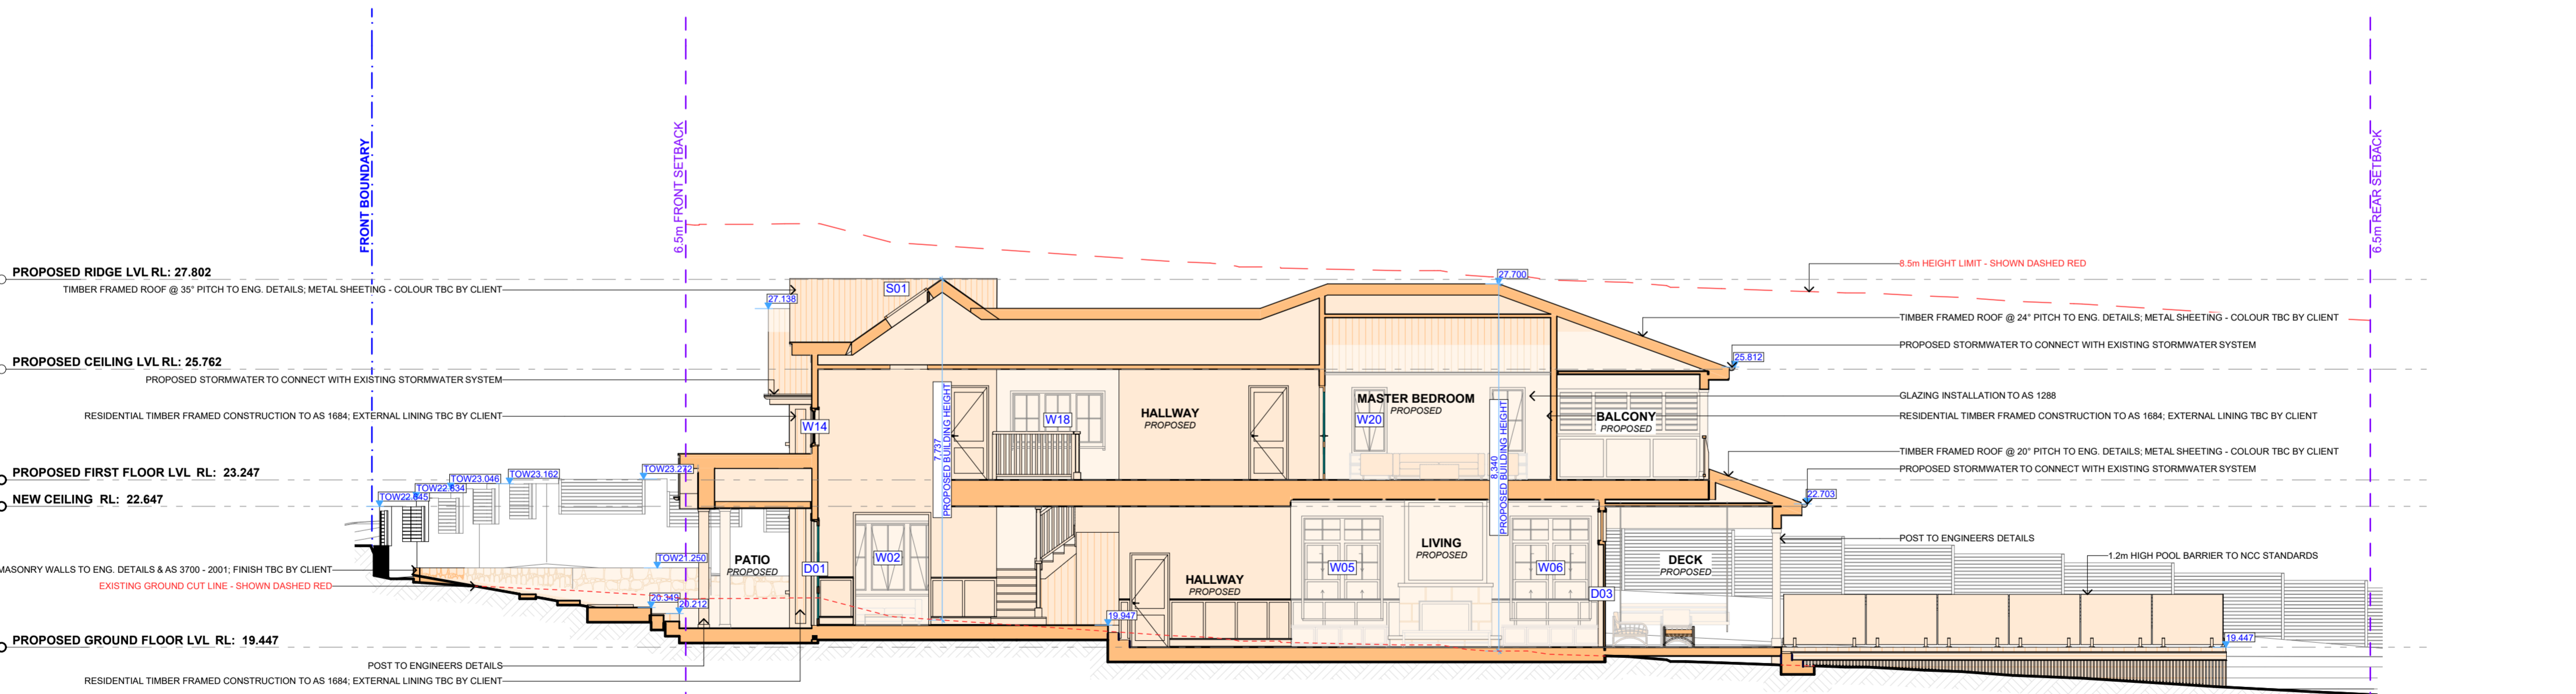 FRONT BOUNDARY
6.5m FRONT SETBACK
6.5m REAR SETBACK
PROPOSED RIDGE LVL RL: 27.802
TIMBER FRAMED ROOF @ 35° PITCH TO ENG. DETAILS; METAL SHEETING - COLOUR TBC BY CLIENT
PROPOSED CEILING LVL RL: 25.762
PROPOSED STORMWATER TO CONNECT WITH EXISTING STORMWATER SYSTEM
RESIDENTIAL TIMBER FRAMED CONSTRUCTION TO AS 1684; EXTERNAL LINING TBC BY CLIENT
PROPOSED FIRST FLOOR LVL RL: 23.247
NEW CEILING RL: 22.647
MASONRY WALLS TO ENG. DETAILS & AS 3700 - 2001; FINISH TBC BY CLIENT
EXISTING GROUND CUT LINE - SHOWN DASHED RED
PROPOSED GROUND FLOOR LVL RL: 19.447
POST TO ENGINEERS DETAILS
RESIDENTIAL TIMBER FRAMED CONSTRUCTION TO AS 1684; EXTERNAL LINING TBC BY CLIENT
TOW22.645
TOW22.834
TOW23.046
TOW23.162
TOW23.272
TOW21.250
20.349
20.212
27.138
S01
27.700
25.812
22.703
W14
7.737
PROPOSED BUILDING HEIGHT
W18
HALLWAY
PROPOSED
MASTER BEDROOM
PROPOSED
W20
8.340
PROPOSED BUILDING HEIGHT
BALCONY
PROPOSED
PATIO
PROPOSED
D01
W02
19.947
HALLWAY
PROPOSED
W05
LIVING
PROPOSED
W06
D03
DECK
PROPOSED
19.447
8.5m HEIGHT LIMIT - SHOWN DASHED RED
TIMBER FRAMED ROOF @ 24° PITCH TO ENG. DETAILS; METAL SHEETING - COLOUR TBC BY CLIENT
PROPOSED STORMWATER TO CONNECT WITH EXISTING STORMWATER SYSTEM
GLAZING INSTALLATION TO AS 1288
RESIDENTIAL TIMBER FRAMED CONSTRUCTION TO AS 1684; EXTERNAL LINING TBC BY CLIENT
TIMBER FRAMED ROOF @ 20° PITCH TO ENG. DETAILS; METAL SHEETING - COLOUR TBC BY CLIENT
PROPOSED STORMWATER TO CONNECT WITH EXISTING STORMWATER SYSTEM
POST TO ENGINEERS DETAILS
1.2m HIGH POOL BARRIER TO NCC STANDARDS